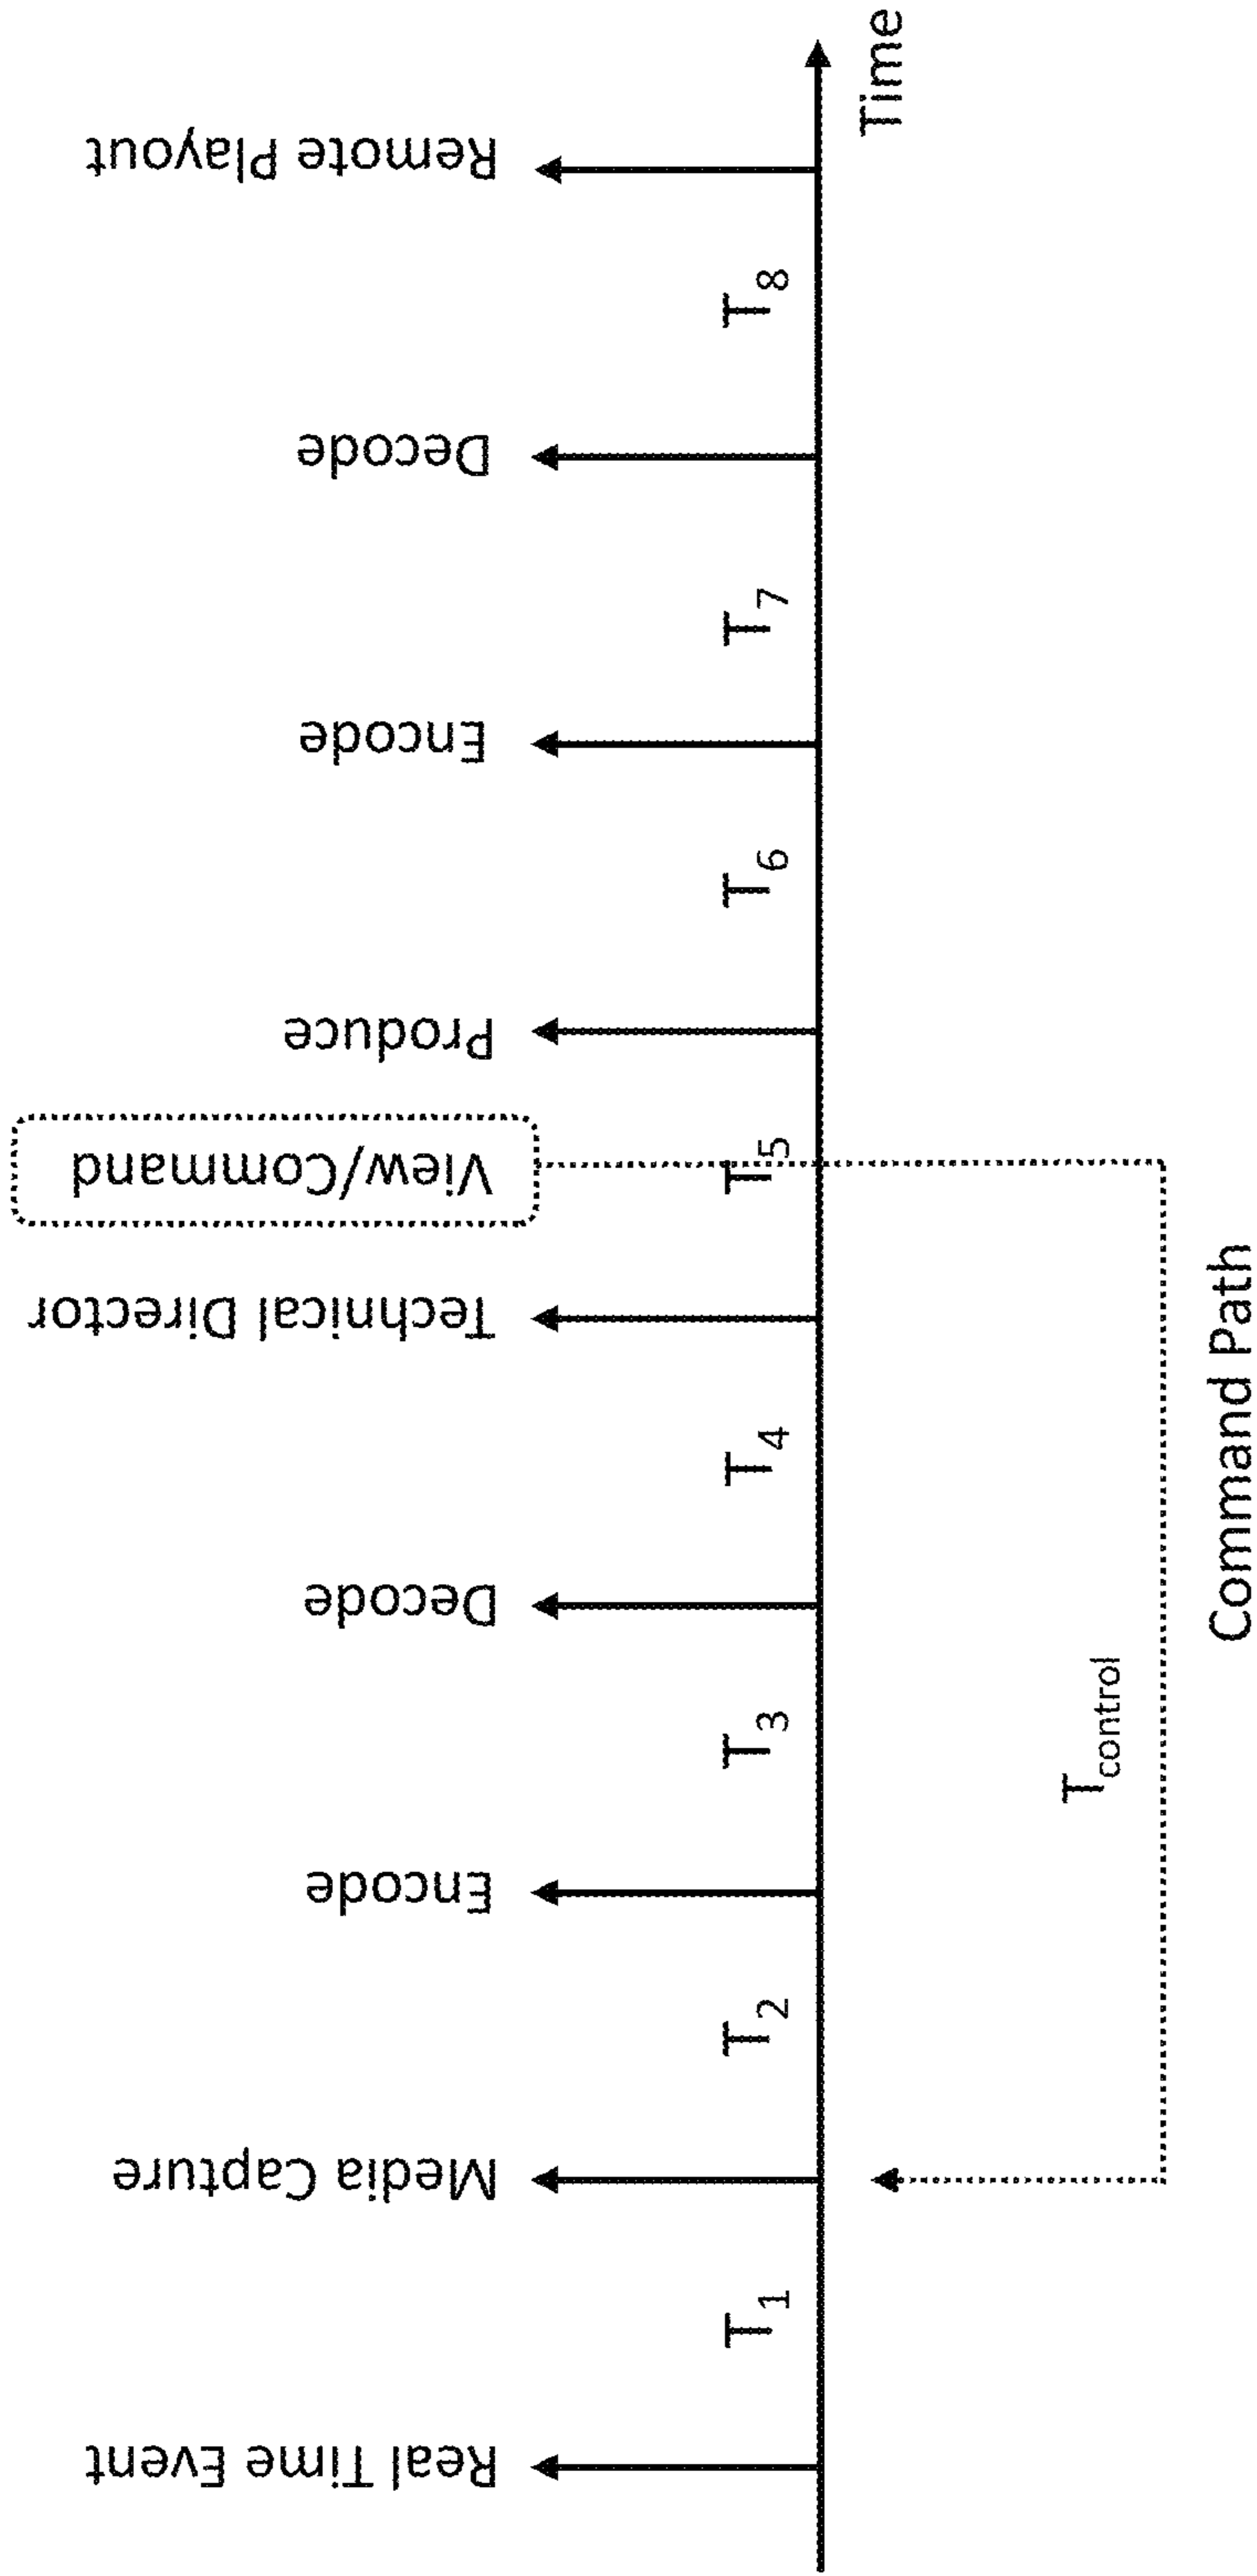 Real Time Event
Media Capture
Encode
Decode
Technical Director
View/Command
Produce
Encode
Decode
Remote Playout
T1
T2
T3
T4
T5
T6
T7
T8
Time
Tcontrol
Command Path